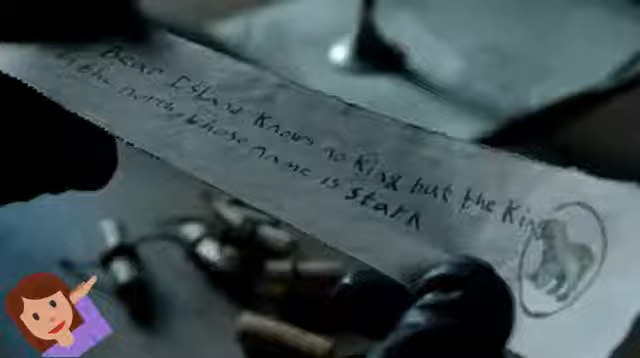 Bear Island knows no King but the King
in the north, whose name is Stark